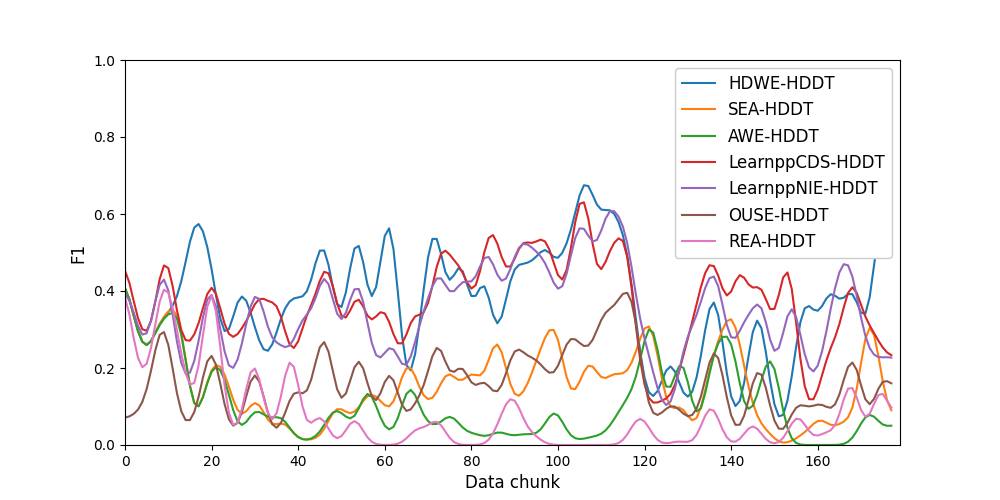 1.0
0.8
0.6
0.4
0.2
0.0
F1
HDWE-HDDT
SEA-HDDT
AWE-HDDT
LearnppCDS-HDDT
LearnppNIE-HDDT
OUSE-HDDT
REA-HDDT
0 20 40 60 80 100 120 140 160
Data chunk